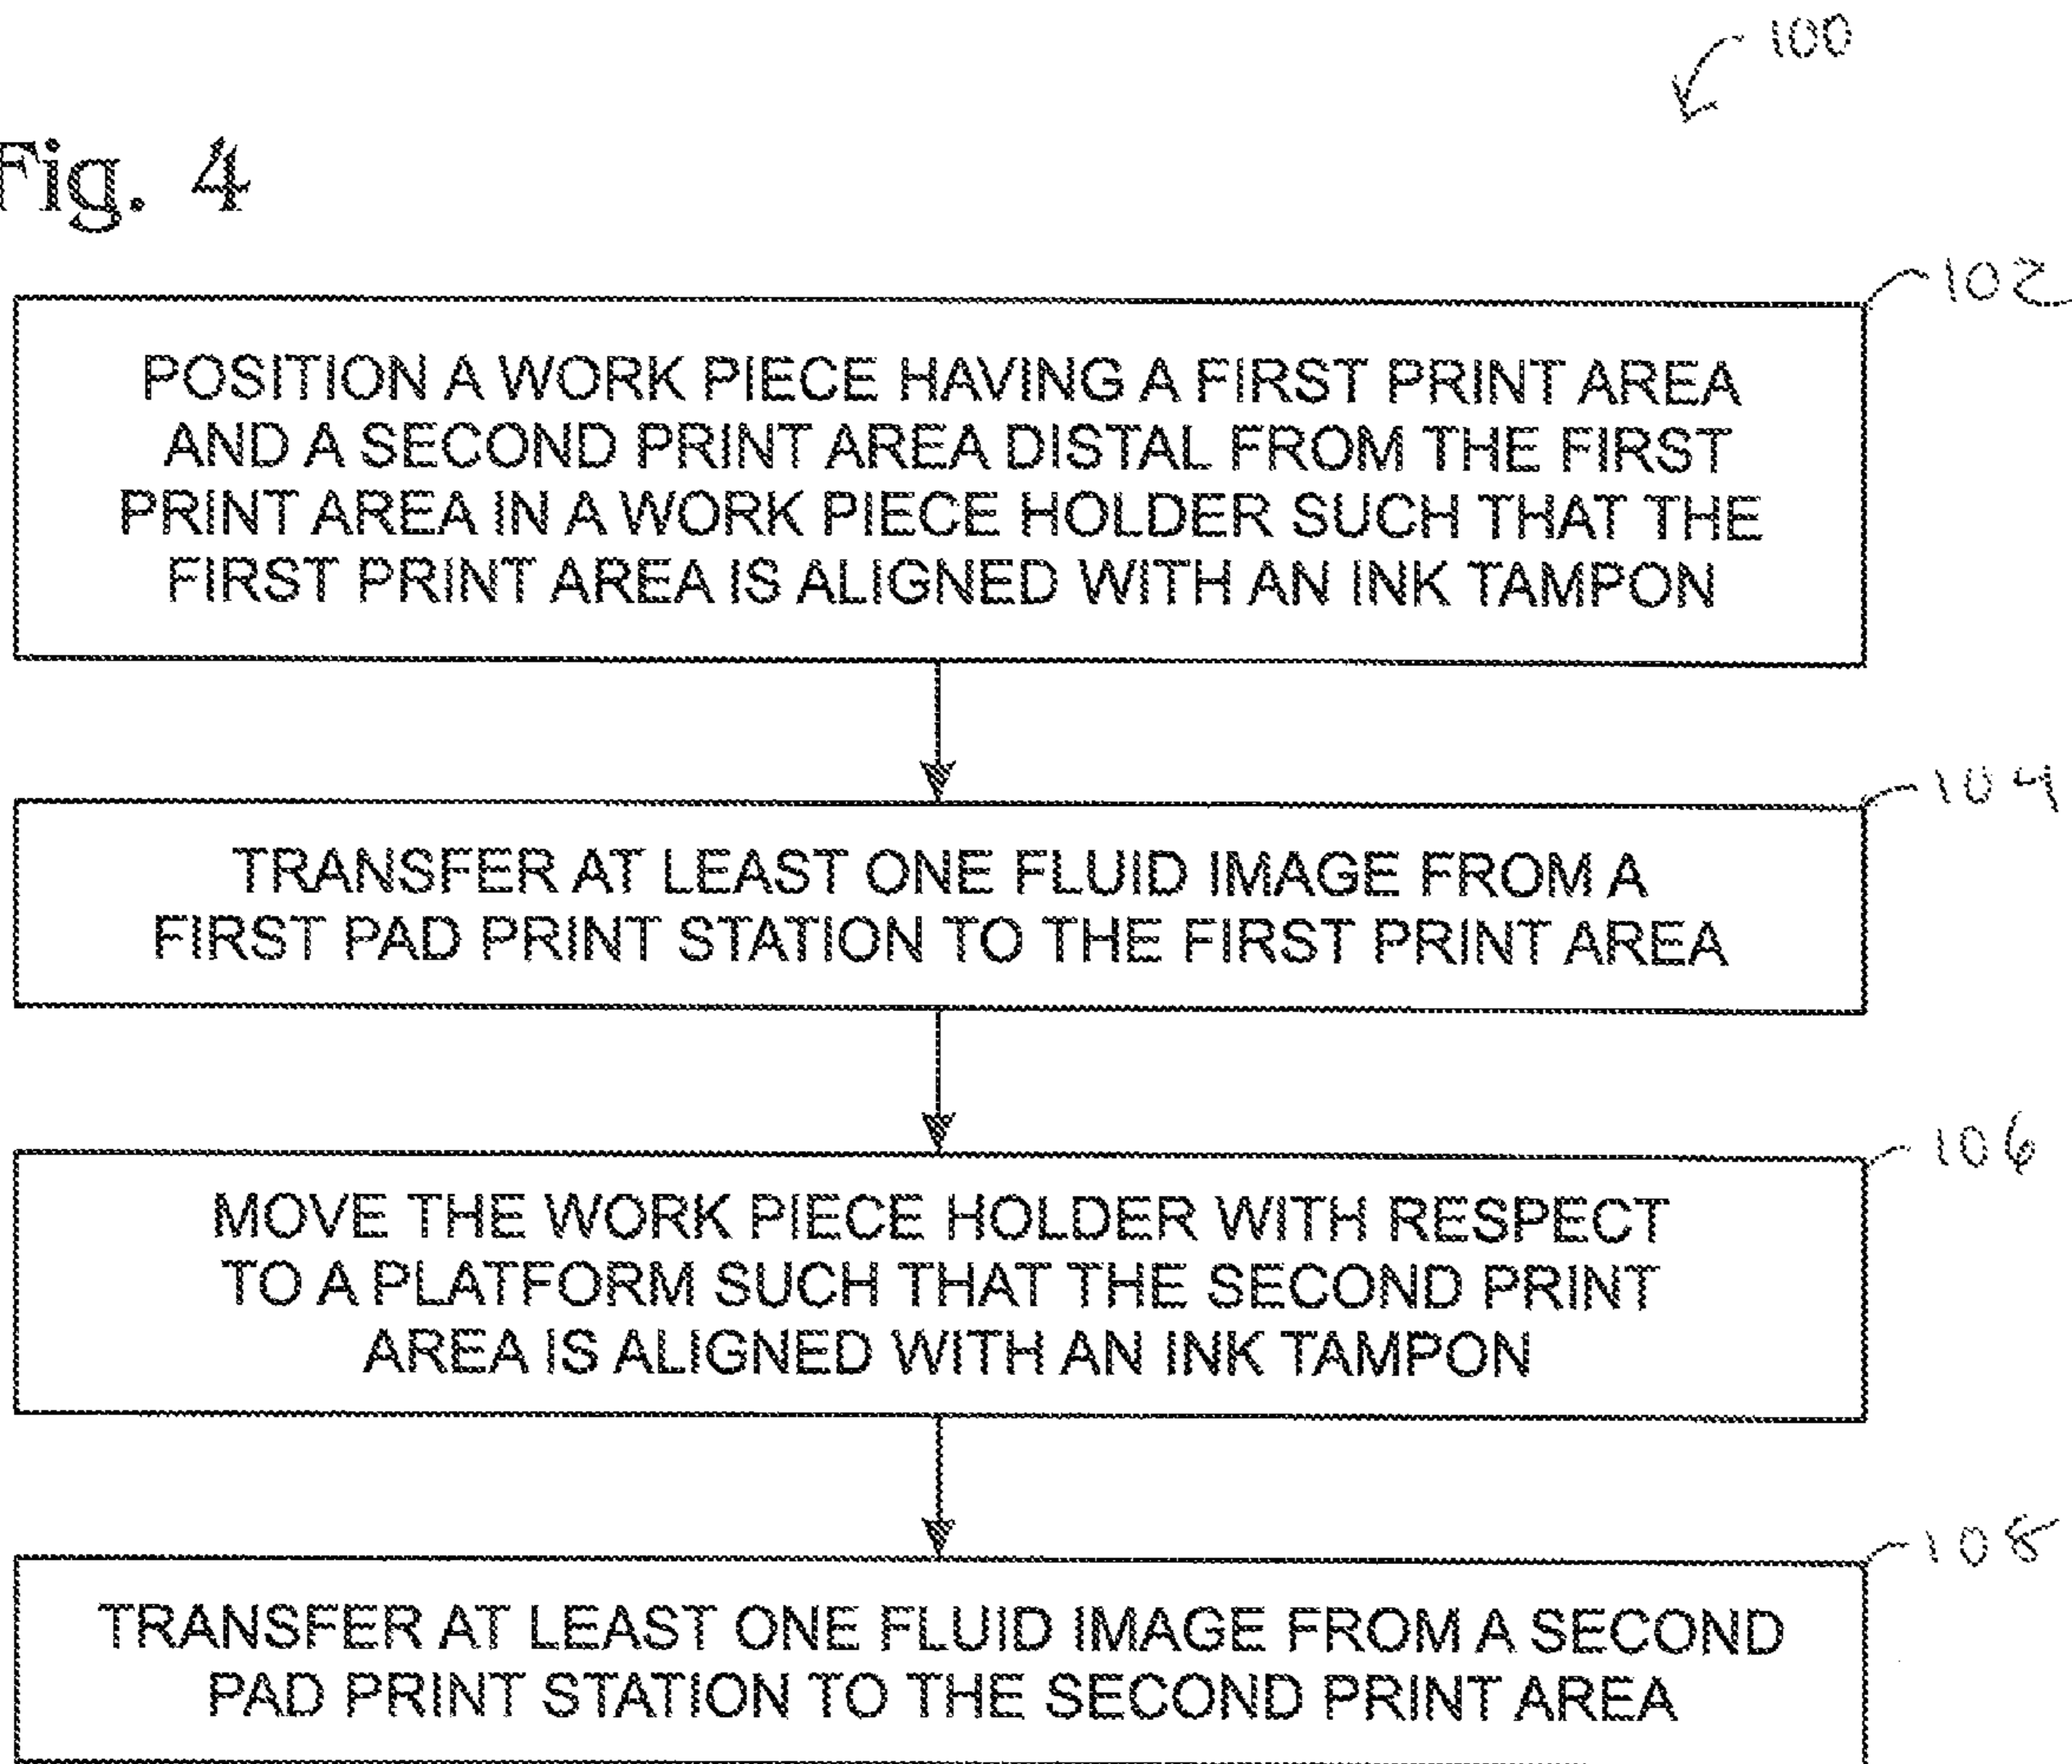 100
Fig. 4
102
POSITION A WORK PIECE HAVING A FIRST PRINT AREA
AND A SECOND PRINT AREA DISTAL FROM THE FIRST
PRINT AREA IN A WORK PIECE HOLDER SUCH THAT THE
FIRST PRINT AREA IS ALIGNED WITH AN INK TAMPON
104
TRANSFER AT LEAST ONE FLUID IMAGE FROM A
FIRST PAD PRINT STATION TO THE FIRST PRINT AREA
106
MOVE THE WORK PIECE HOLDER WITH RESPECT
TO A PLATFORM SUCH THAT THE SECOND PRINT
AREA IS ALIGNED WITH AN INK TAMPON
108
TRANSFER AT LEAST ONE FLUID IMAGE FROM A SECOND
PAD PRINT STATION TO THE SECOND PRINT AREA